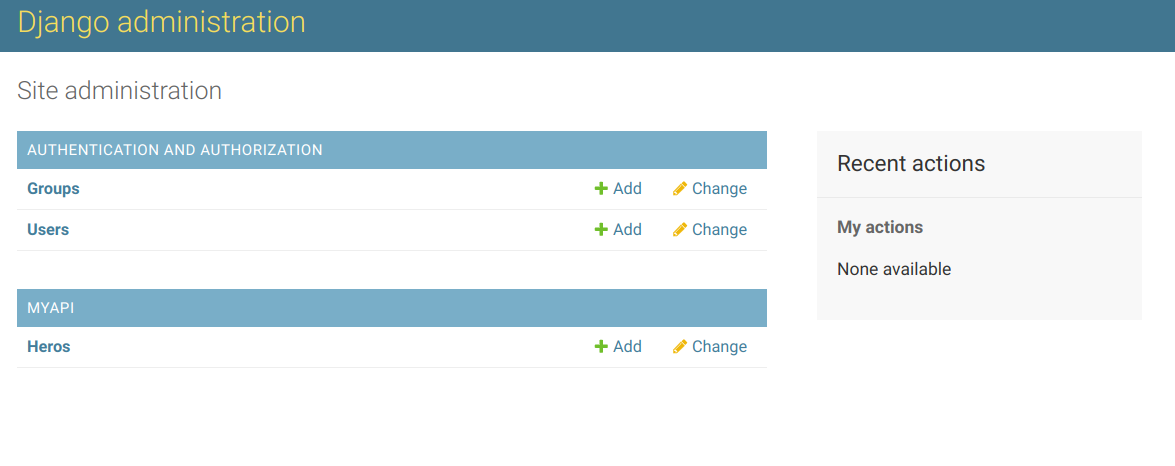 Django administration
Site administration
AUTHENTICATION AND AUTHORIZATION
Groups Add Change
Users Add Change
MYAPI
Heros Add Change
Recent actions
My actions
None available